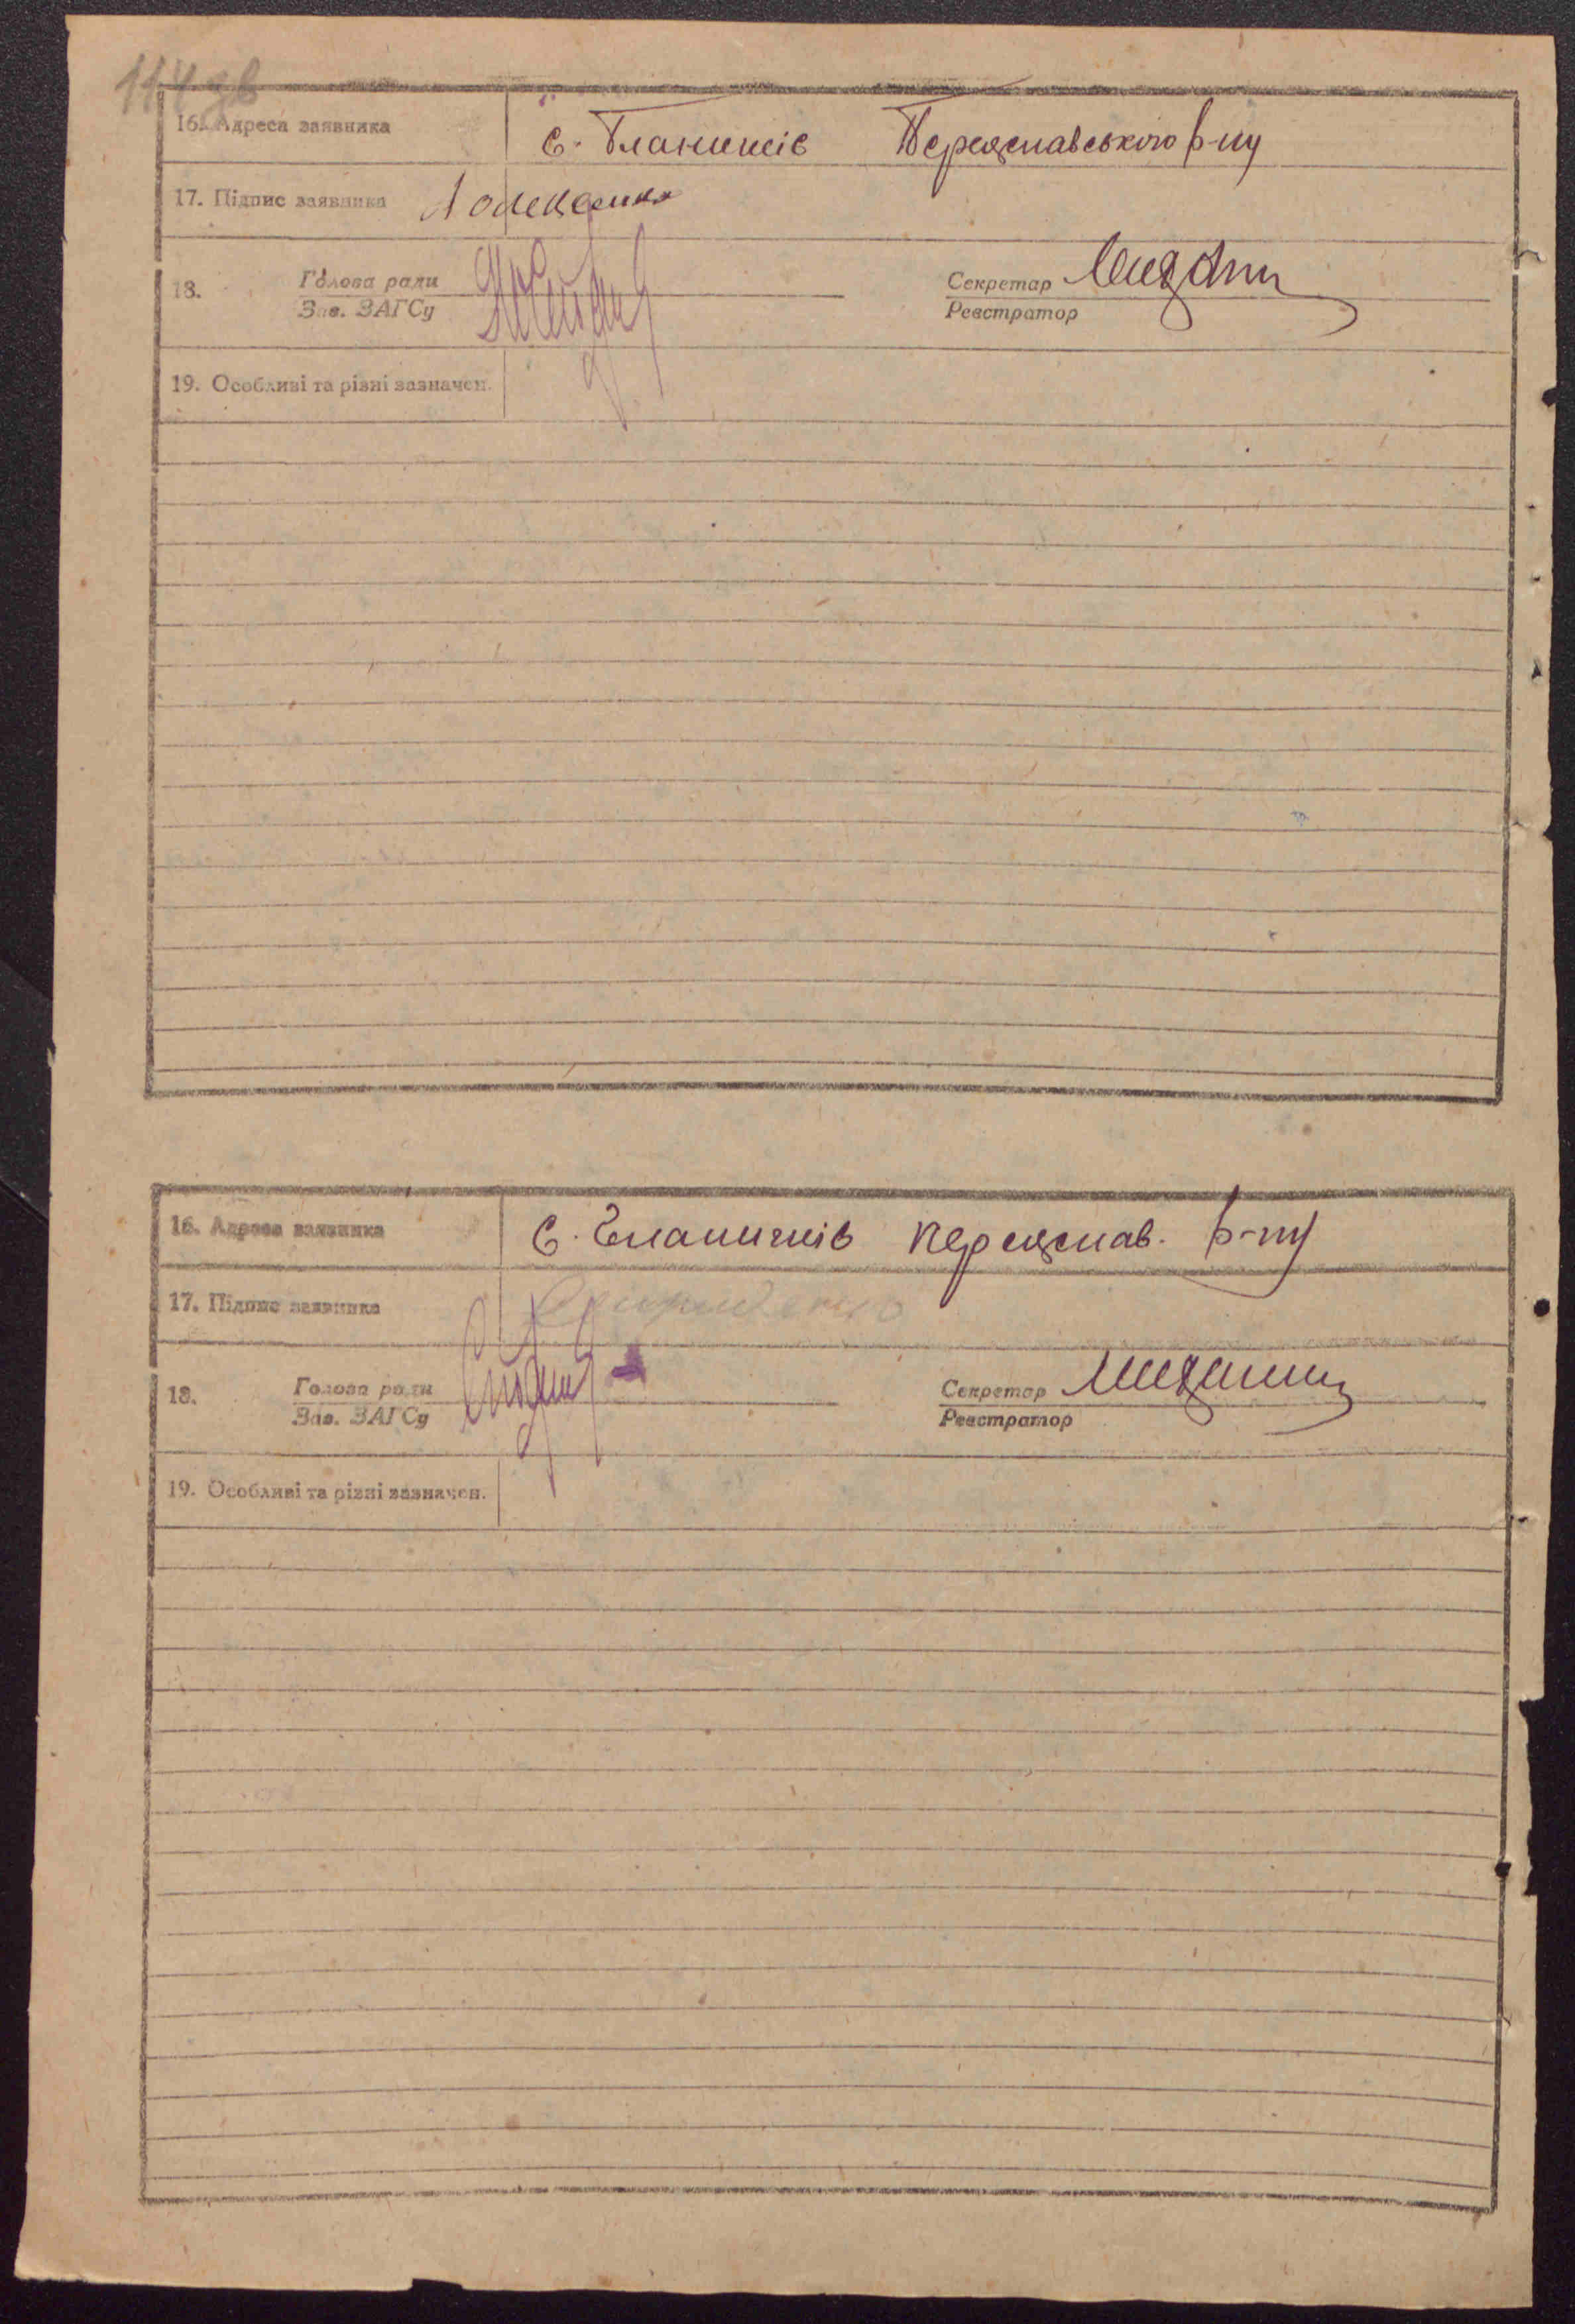 114 зв
16. Адреса заявника с. Гланишів Переяславського р-ну
17. Підпис заявника
18. Голова ради Секретар
Зав. ЗАГСу Реєстратор
19. Особливі та різні зазначен.
16. Адреса заявника с. Гланишів Переяслав. р-ну
17. Підпис заявника
18. Голова ради Секретар
Зав. ЗАГСу Реєстратор
19. Особливі та різні зазначен.